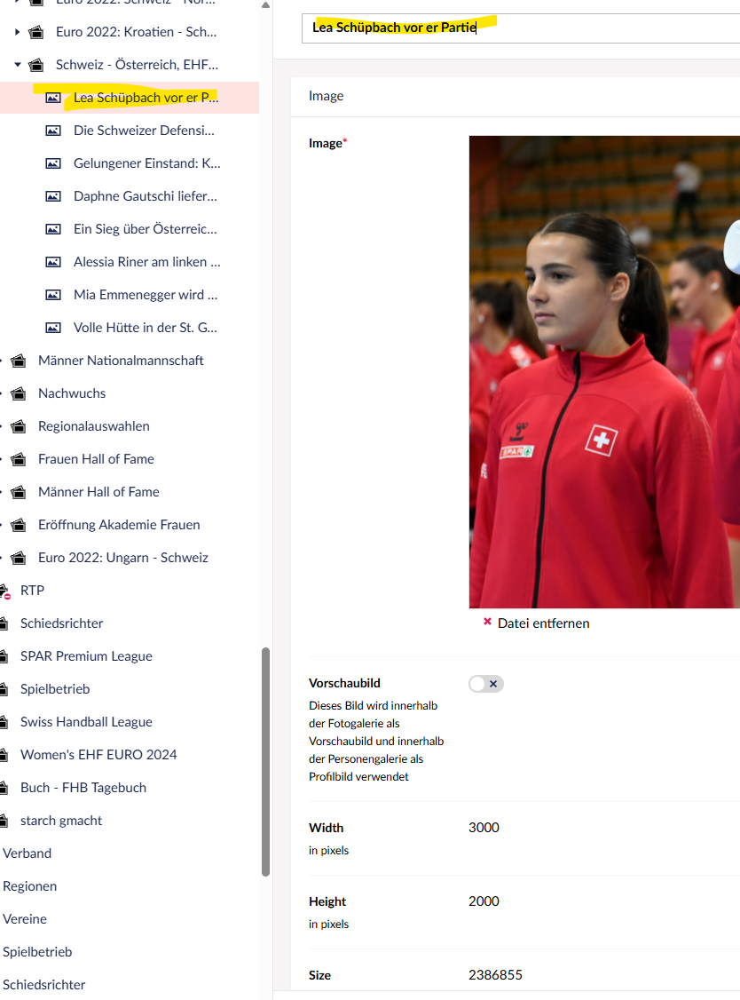 Euro 2022: Schweiz - Nor...
Euro 2022: Kroatien - Sch...
Schweiz - Österreich, EHF...
Lea Schüpbach vor er P...
Die Schweizer Defensi...
Gelungener Einstand: K...
Daphne Gautschi liefer...
Ein Sieg über Österreic...
Alessia Riner am linken ...
Mia Emmenegger wird ...
Volle Hütte in der St. G...
Männer Nationalmannschaft
Nachwuchs
Regionalauswahlen
Frauen Hall of Fame
Männer Hall of Fame
Eröffnung Akademie Frauen
Euro 2022: Ungarn - Schweiz
RTP
Schiedsrichter
SPAR Premium League
Spielbetrieb
Swiss Handball League
Women's EHF EURO 2024
Buch - FHB Tagebuch
starch gmacht
Verband
Regionen
Vereine
Spielbetrieb
Schiedsrichter
Lea Schüpbach vor er Partie
Image
Image*
hummel
SPAR
Datei entfernen
Vorschaubild
Dieses Bild wird innerhalb
der Fotogalerie als
Vorschaubild und innerhalb
der Personengalerie als
Profilbild verwendet
Width
3000
in pixels
Height
2000
in pixels
Size
2386855